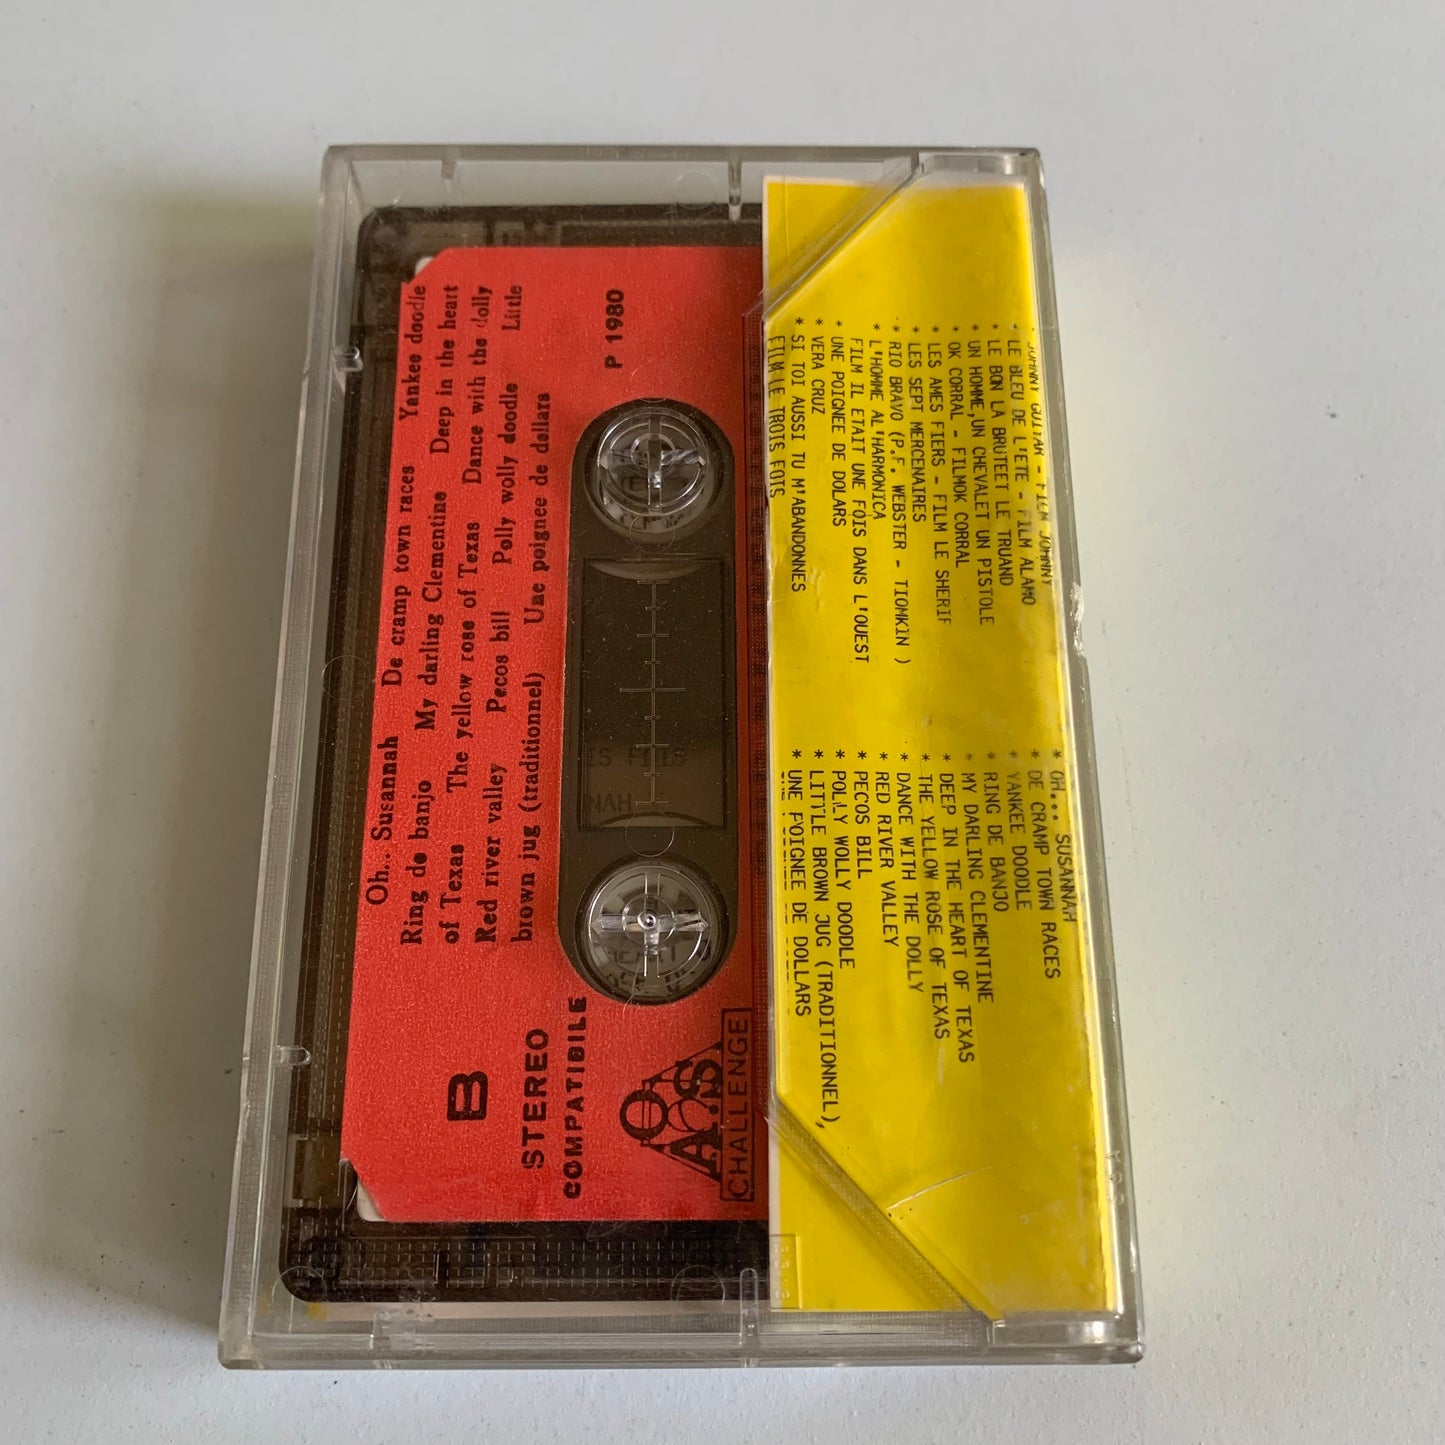 Oh.. Susannah De cramp town races Yankee doodle
Ring de banjo My darling Clementine Deep in the heart
of Texas The yellow rose of Texas Dance with the dolly
Red river valley Pecos bill Polly wolly doodle Little
brown jug (traditionnel) Une poignee de dollars
P 1980
B
STEREO
COMPATIBILE
AOS
CHALLENGE
* JOHNNY GUITAR - FILM JOHNNY
* LE BLEU DE L'ETE - FILM ALAMO
* LE BON LA BRUTEET LE TRUAND
* UN HOMME,UN CHEVALET UN PISTOLE
* OK CORRAL - FILMOK CORRAL
* LES AMES FIERS - FILM LE SHERIF
* LES SEPT MERCENAIRES
* RIO BRAVO (P.F. WEBSTER - TIOMKIN )
* L'HOMME AL'HARMONICA
FILM IL ETAIT UNE FOIS DANS L'OUEST
* UNE POIGNEE DE DOLARS
* VERA CRUZ
* SI TOI AUSSI TU M'ABANDONNES
FILM LE TROIS FOIS
* OH... SUSANNAH
* DE CRAMP TOWN RACES
* YANKEE DOODLE
* RING DE BANJO
* MY DARLING CLEMENTINE
* DEEP IN THE HEART OF TEXAS
* THE YELLOW ROSE OF TEXAS
* DANCE WITH THE DOLLY
* RED RIVER VALLEY
* PECOS BILL
* POLLY WOLLY DOODLE
* LITTLE BROWN JUG (TRADITIONNEL),
* UNE POIGNEE DE DOLLARS